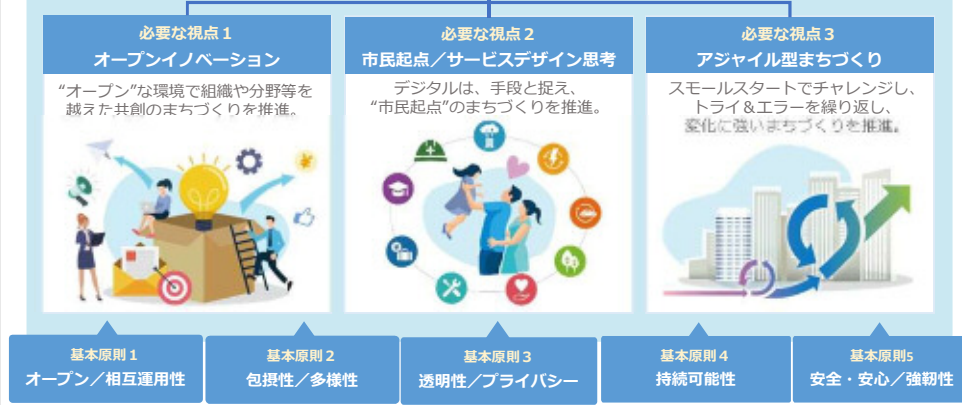 必要な視点１
オープンイノベーション
“オープン”な環境で組織や分野等を
越えた共創のまちづくりを推進。
必要な視点２
市民起点／サービスデザイン思考
デジタルは、手段と捉え、
“市民起点”のまちづくりを推進。
必要な視点３
アジャイル型まちづくり
スモールスタートでチャレンジし、
トライ＆エラーを繰り返し、
変化に強いまちづくりを推進。
基本原則１
オープン／相互運用性
基本原則２
包摂性／多様性
基本原則３
透明性／プライバシー
基本原則４
持続可能性
基本原則5
安全・安心／強靭性